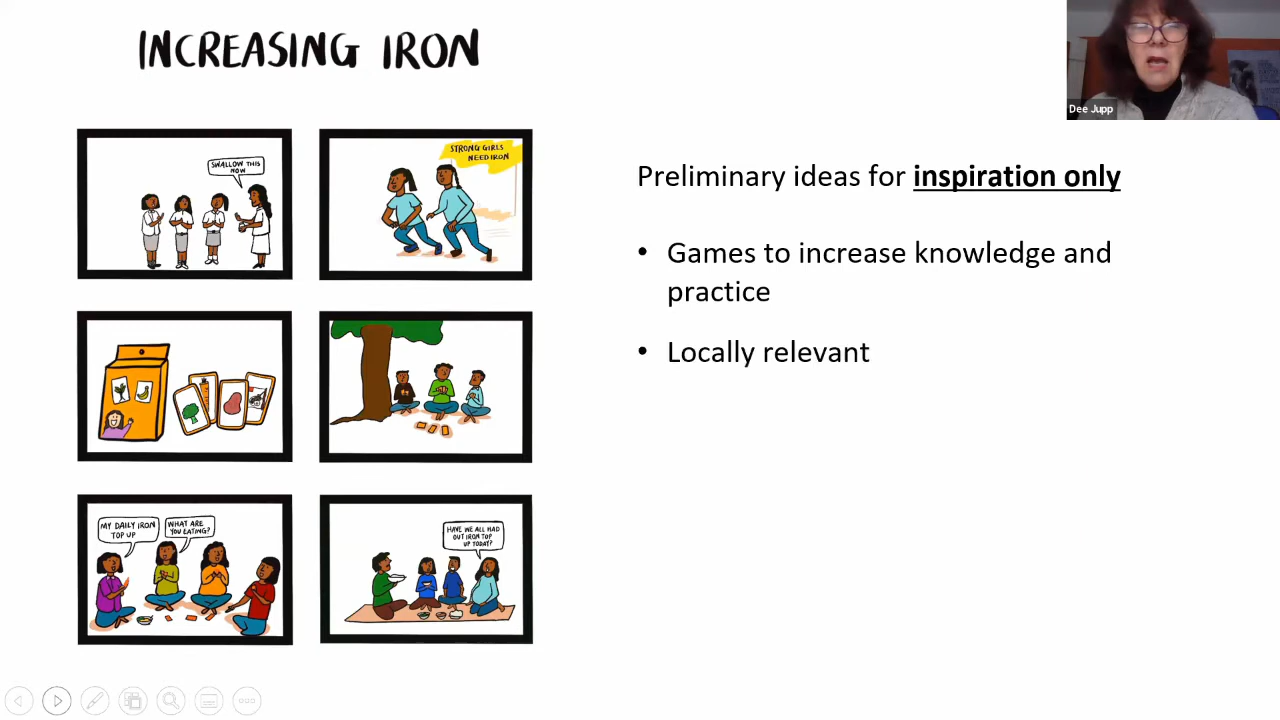 INCREASING IRON
Dee Jupp
SWALLOW THIS
NOW
STRONG GIRLS
NEED IRON
Preliminary ideas for inspiration only
• Games to increase knowledge and
practice
• Locally relevant
MY DAILY IRON
TOP UP
WHAT ARE
YOU EATING?
HAVE WE ALL HAD
OUT IRON TOP
UP TODAY?